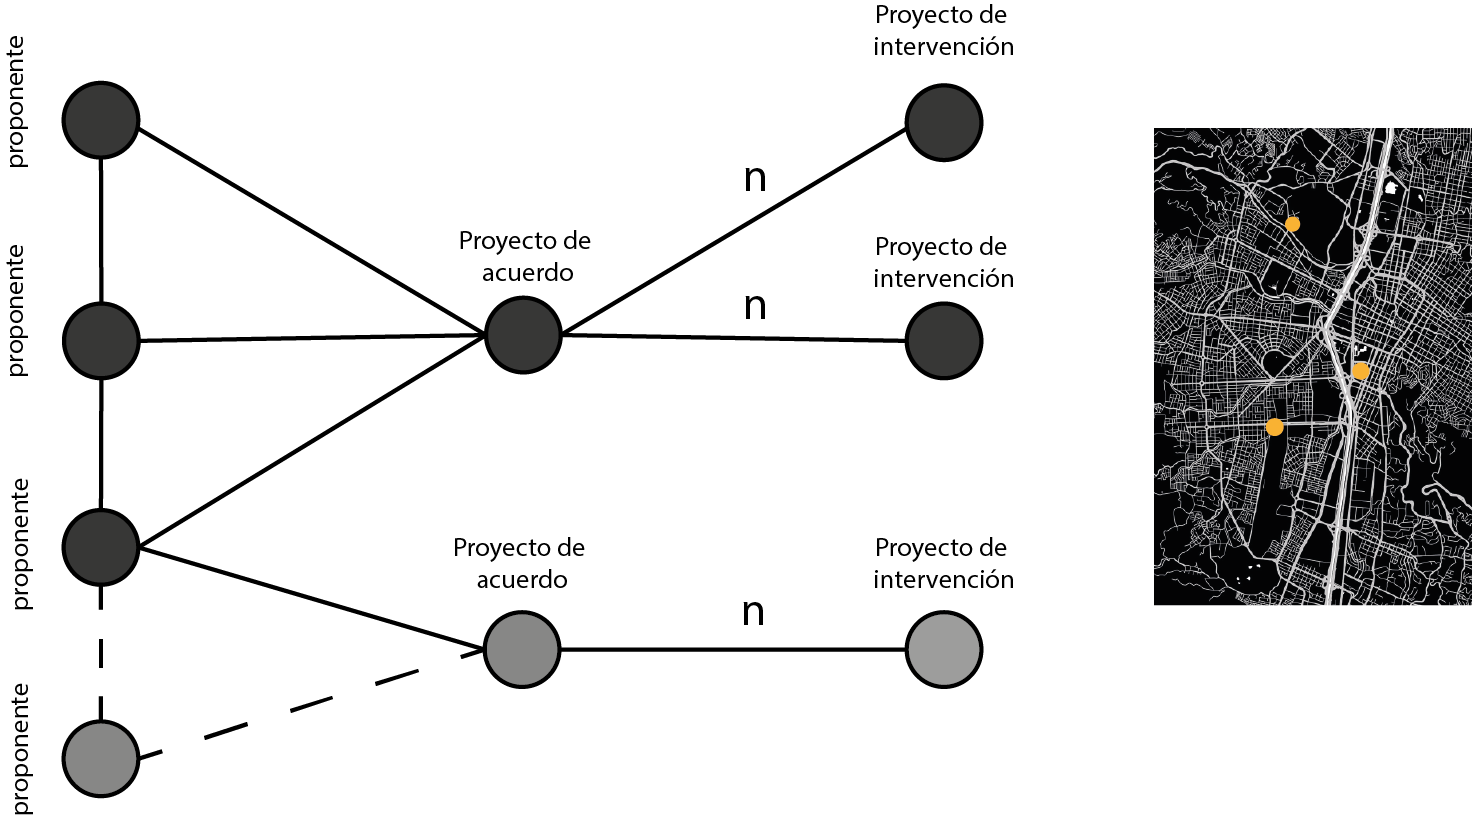 Proyecto de
intervención
proponente
n
Proyecto de
acuerdo
proponente
n
Proyecto de
intervención
proponente
Proyecto de
acuerdo
n
Proyecto de
intervención
proponente